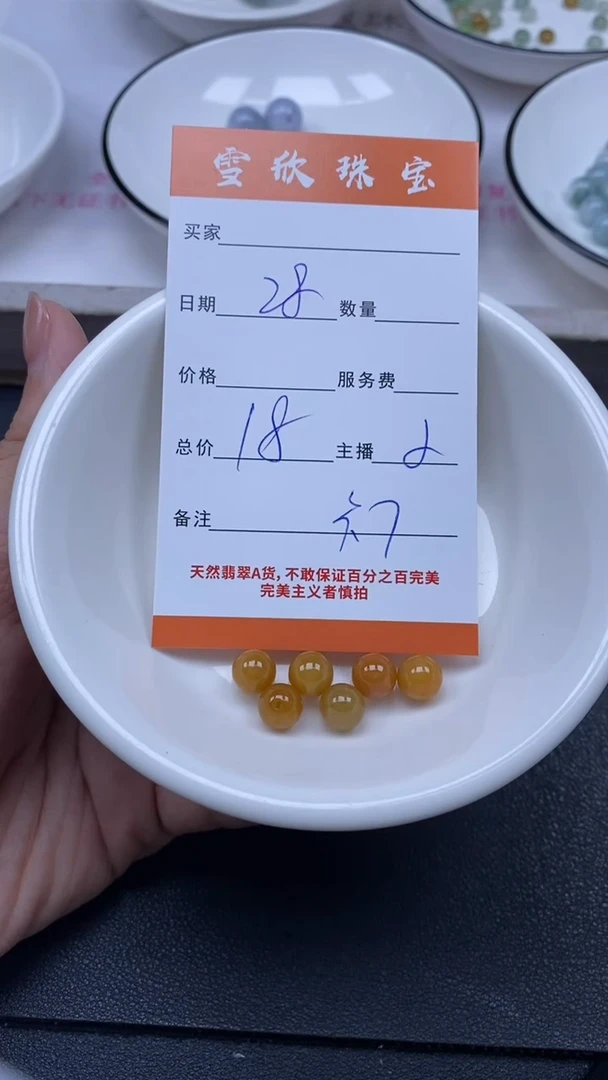 雪欣珠宝
买家
日期 28 数量
价格 服务费
总价 18 主播
备注
天然翡翠A货,不敢保证百分之百完美
完美主义者慎拍